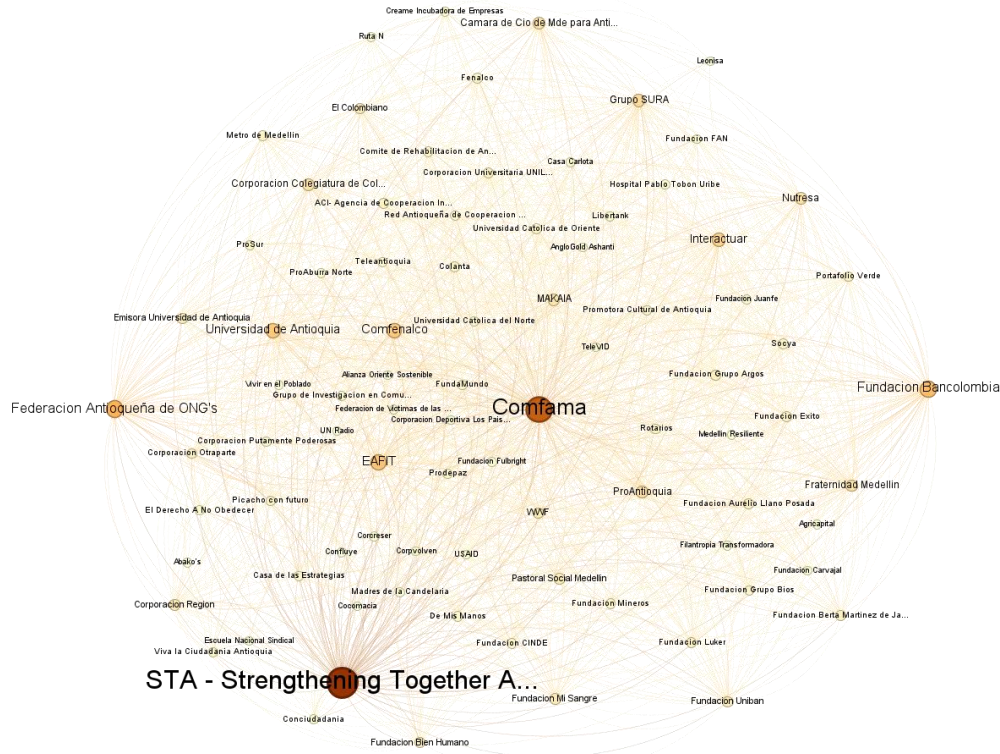 Creame Incubadora de Empresas
Camara de Cio de Mde para Anti...
Ruta N
Leonisa
Fenalco
Grupo SURA
El Colombiano
Metro de Medellin
Fundacion FAN
Comite de Rehabilitacion de An...
Casa Carlota
Corporacion Universitaria UNIL...
Corporacion Colegiatura de Col...
Hospital Pablo Tobon Uribe
Nutresa
ACI- Agencia de Cooperacion In...
Red Antioqueña de Cooperacion ...
Libertank
Universidad Catolica de Oriente
Interactuar
ProSur
AngloGold Ashanti
Teleantioquia
Colanta
ProAburra Norte
Portafolio Verde
MAKAIA
Fundacion Juanfe
Promotora Cultural de Antioquia
Emisora Universidad de Antioquia
Universidad Catolica del Norte
Universidad de Antioquia
Comfenalco
TeleVID
Socya
Alianza Oriente Sostenible
Fundacion Grupo Argos
Vivir en el Poblado
FundaMundo
Fundacion Bancolombia
Grupo de Investigacion en Comu...
Federacion Antioqueña de ONG's
Federacion de Victimas de las ...
Comfama
Corporacion Deportiva Los Pais...
Fundacion Exito
UN Radio
Rotarios
Medellin Resiliente
Corporacion Putamente Poderosas
Corporacion Otraparte
EAFIT
Fundacion Fulbright
Prodepaz
Fraternidad Medellin
ProAntioquia
Picacho con futuro
Fundacion Aurelio Llano Posada
El Derecho A No Obedecer
WWF
Agricapital
Corcreser
Filantropia Transformadora
Confluye
Corpvolven
USAID
Abako's
Fundacion Carvajal
Casa de las Estrategias
Pastoral Social Medellin
Madres de la Candelaria
Fundacion Grupo Bios
Corporacion Region
Cocomacia
Fundacion Mineros
De Mis Manos
Fundacion Berta Martinez de Ja...
Escuela Nacional Sindical
Fundacion CINDE
Fundacion Luker
Viva la Ciudadania Antioquia
STA - Strengthening Together A...
Fundacion Mi Sangre
Fundacion Uniban
Conciudadania
Fundacion Bien Humano